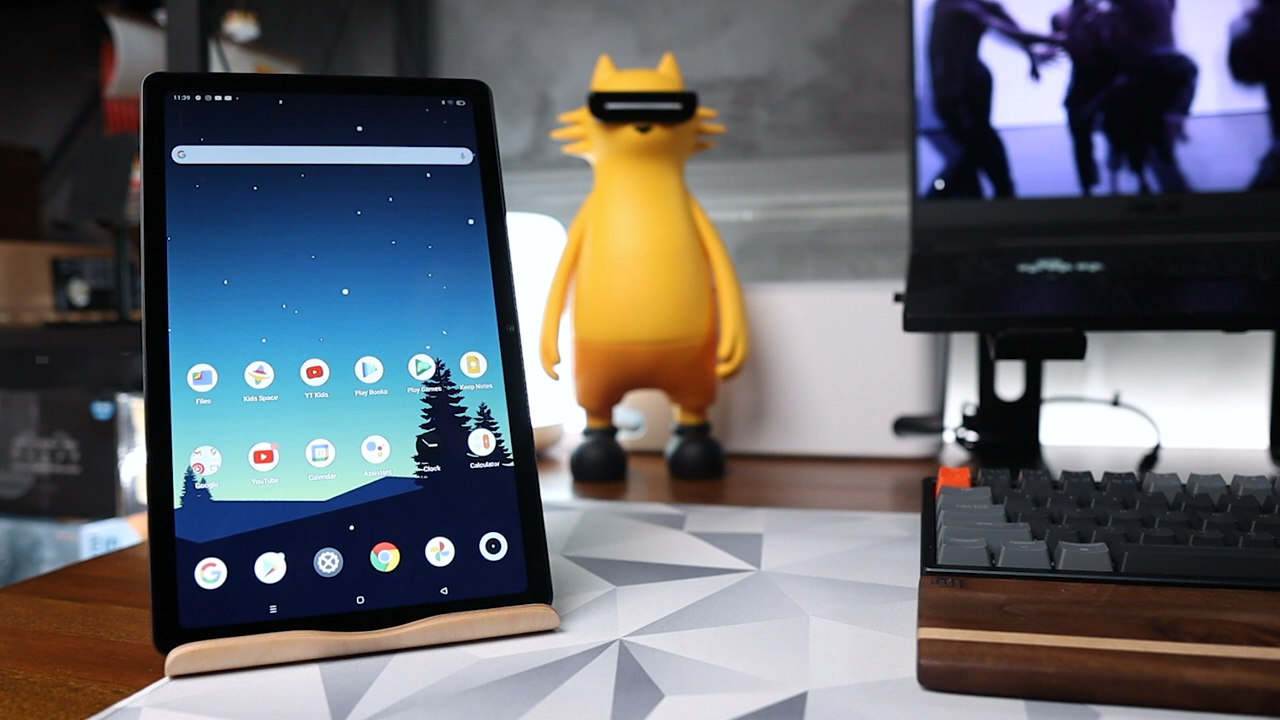 11:39
G
Files
Kids Space
YT Kids
Play Books
Play Games
Keep Notes
Google
YouTube
Calendar
Assistant
Clock
Calculator
G